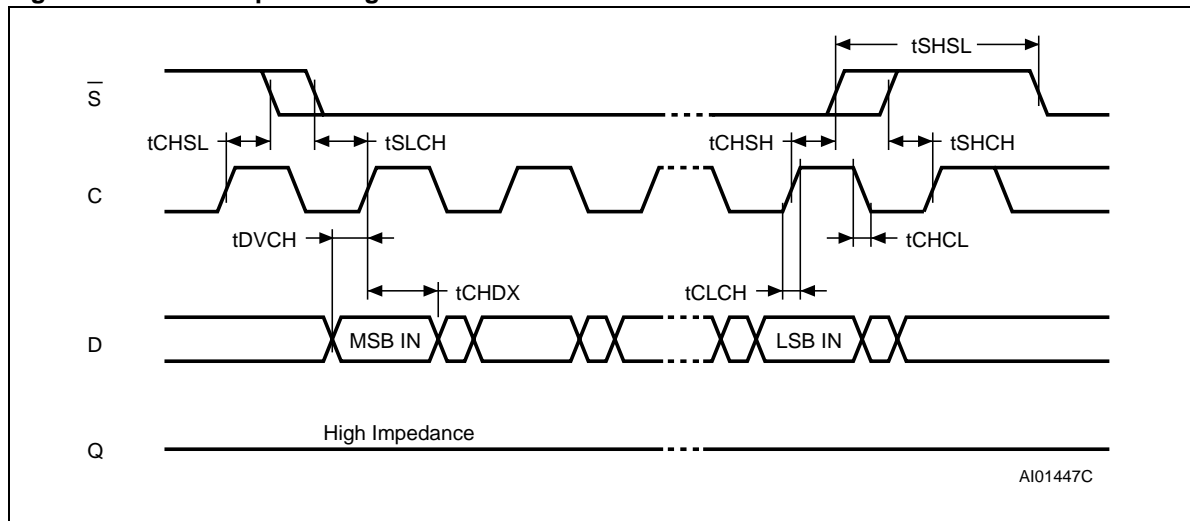 tSHSL
S
tCHSL
tSLCH
tCHSH
tSHCH
C
tDVCH
tCHCL
tCHDX
tCLCH
D
MSB IN
LSB IN
High Impedance
Q
AI01447C